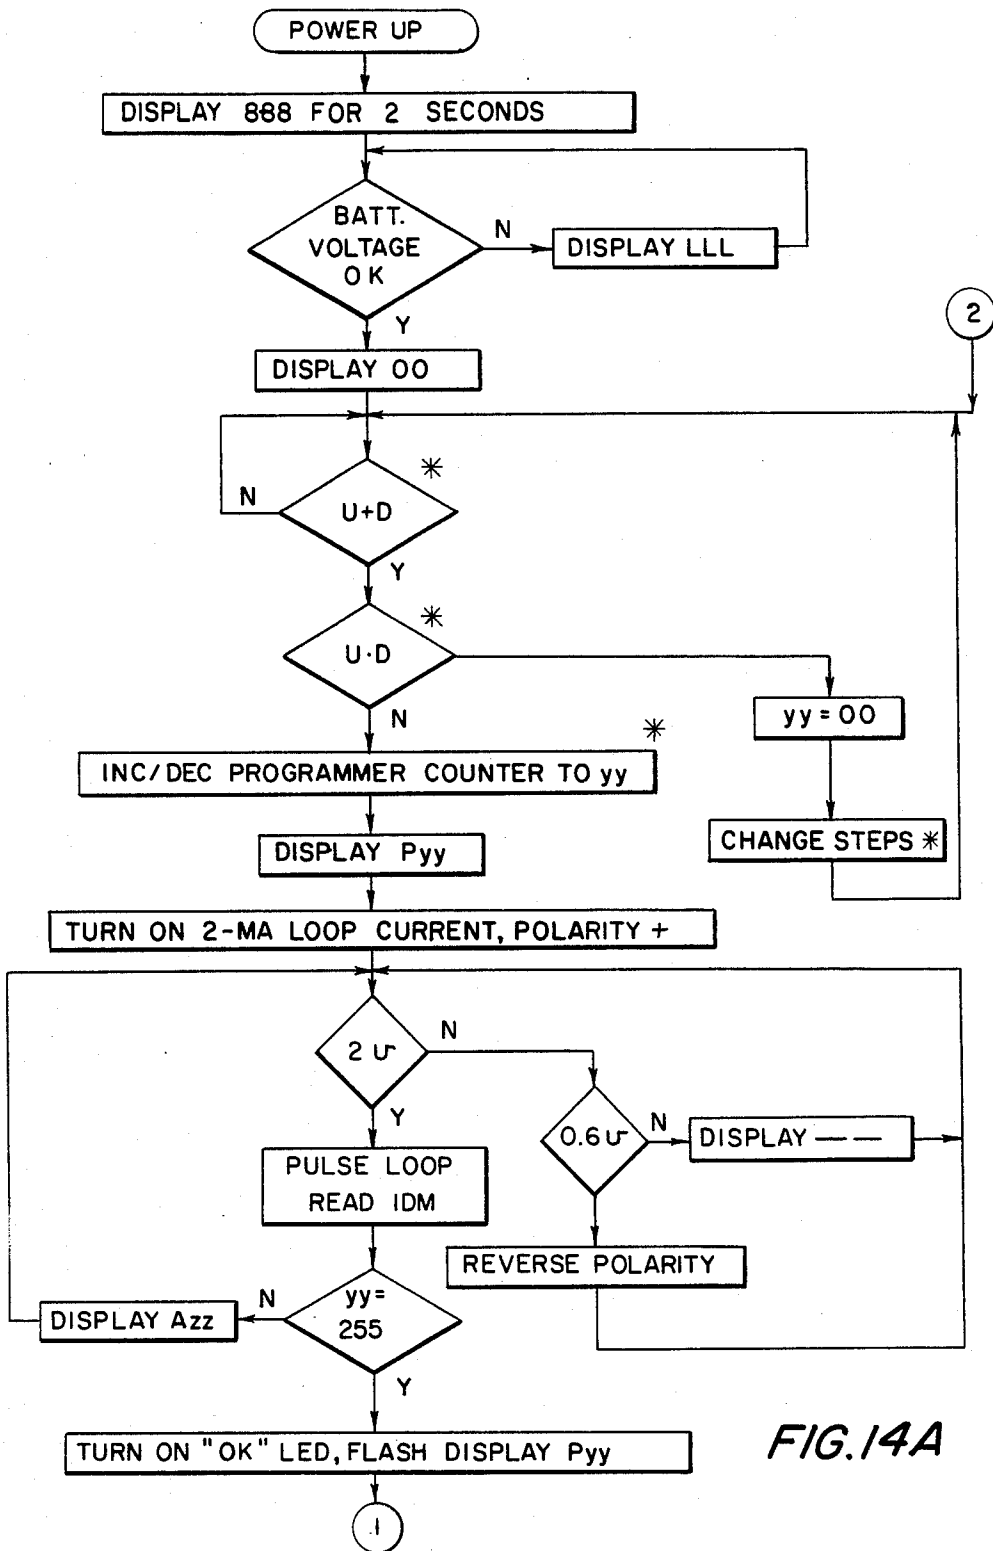 POWER UP
DISPLAY 888 FOR 2 SECONDS
BATT.
VOLTAGE
OK
N
DISPLAY LLL
Y
2
DISPLAY 00
*
N
U+D
Y
*
U·D
N
yy = 00
*
INC/DEC PROGRAMMER COUNTER TO yy
CHANGE STEPS *
DISPLAY Pyy
TURN ON 2-MA LOOP CURRENT, POLARITY +
2 v
N
Y
0.6 v
N
DISPLAY — —
PULSE LOOP
READ IDM
REVERSE POLARITY
yy =
255
N
DISPLAY Azz
Y
TURN ON "OK" LED, FLASH DISPLAY Pyy
1
FIG. 14A